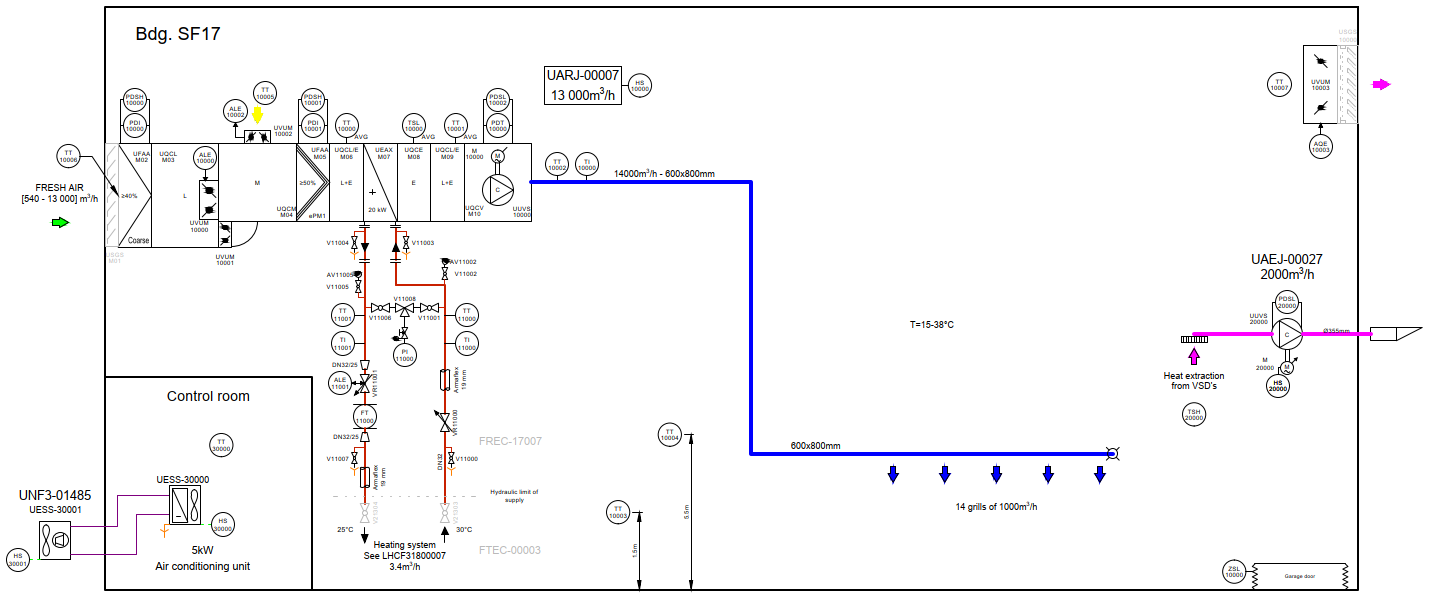 Bdg. SF17
UARJ-00007
13 000m³/h
HS
10000
USGS
10000
TT
10007
UVUM
10003
AQE
10003
PDSH
10000
PDI
10000
ALE
10002
TT
10005
UVUM
10002
PDSH
10001
PDI
10001
TT
10000
AVG
TSL
10000
AVG
TT
10001
AVG
PDSL
10002
PDT
10000
TT
10006
FRESH AIR
[540 - 13 000] m³/h
UFAA
M02
≥40%
Coarse
USGS
M01
UQCL
M03
L
ALE
10000
UVUM
10000
UVUM
10001
M
UQCM
M04
UFAA
M05
≥50%
ePM1
UQCL/E
M06
L+E
UEAX
M07
+
20 kW
UQCE
M08
E
UQCL/E
M09
L+E
M
10000
M
C
UQCV
M10
UUVS
10000
TT
10002
TI
10000
14000m³/h - 600x800mm
V11004
V11003
AV11005
V11005
AV11002
V11002
V11008
V11006
V11001
TT
11001
TT
11000
TI
11001
TI
11000
PI
11000
DN32/25
ALE
11001
VR11001
Armaflex
19 mm
FT
11000
VR11000
DN32/25
FREC-17007
V11007
Armaflex
19 mm
DN32
V11000
Hydraulic limit of
supply
25°C
30°C
Heating system
See LHCF31800007
3.4m³/h
FTEC-00003
T=15-38°C
UAEJ-00027
2000m³/h
PDSL
20000
UUVS
20000
C
Ø355mm
M
20000
M
HS
20000
Heat extraction
from VSD's
TSH
20000
600x800mm
14 grills of 1000m³/h
TT
10004
5.5m
TT
10003
1.5m
ZSL
10000
Garage door
Control room
TT
30000
UESS-30000
HS
30000
5kW
Air conditioning unit
UNF3-01485
UESS-30001
HS
30001